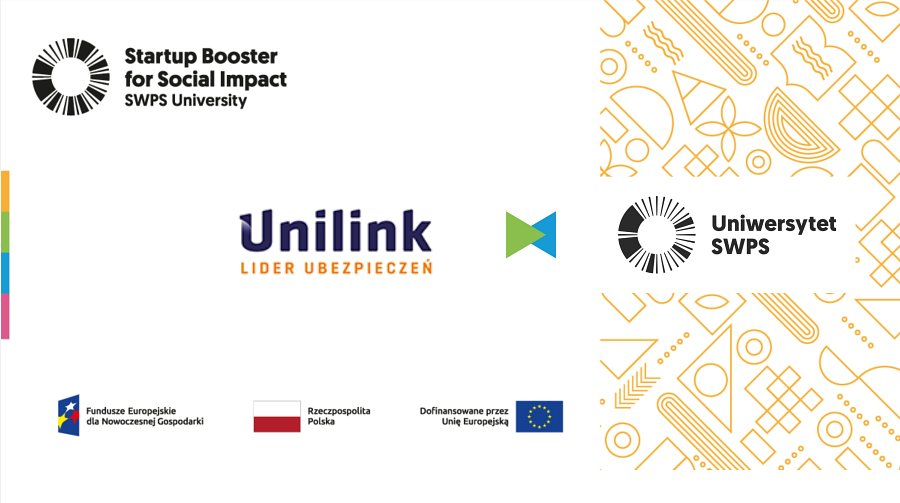 Startup Booster
for Social Impact
SWPS University
Unilink
LIDER UBEZPIECZEŃ
Uniwersytet
SWPS
Fundusze Europejskie
dla Nowoczesnej Gospodarki
Rzeczpospolita
Polska
Dofinansowane przez
Unię Europejską